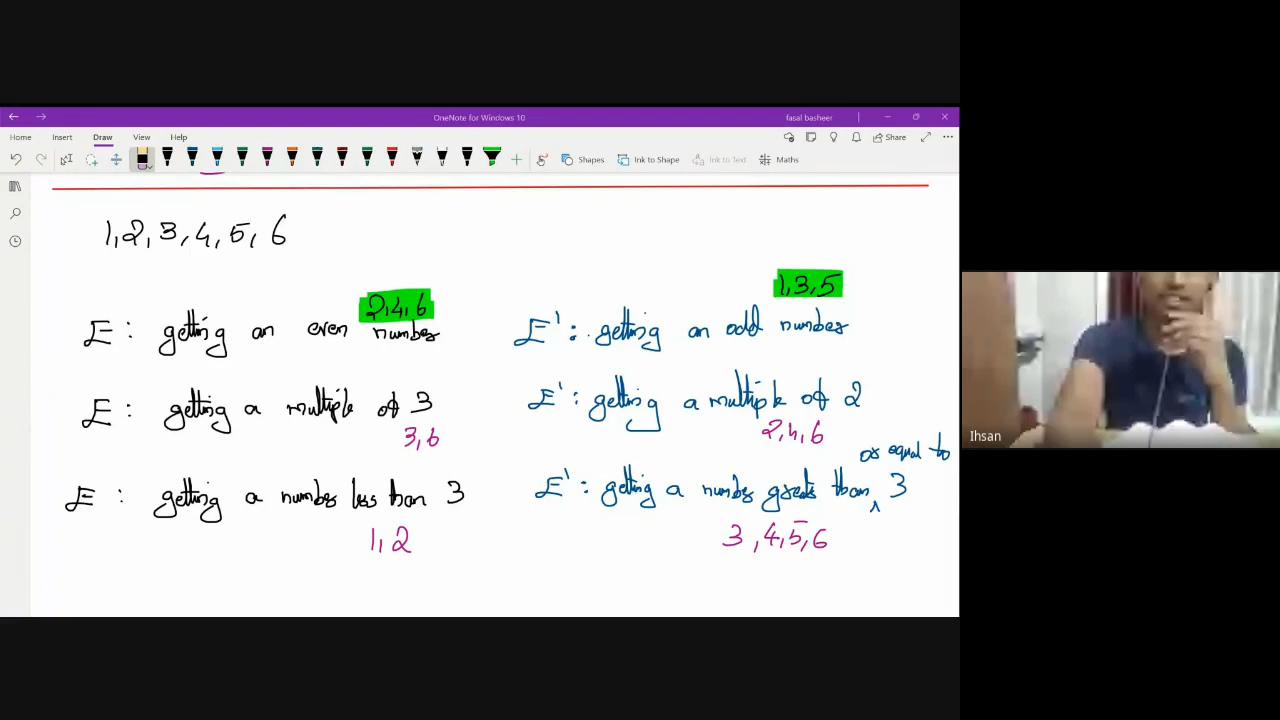 OneNote for Windows 10
fasal basheer
Home Insert Draw View Help
Share
Shapes Ink to Shape Ink to Text Maths
1, 2, 3, 4, 5, 6
2, 4, 6
1, 3, 5
E : getting an even number
E' : getting an odd number
E : getting a multiple of 3
E' : getting a multiple of 2
3, 6
2, 4, 6
or equal to
E : getting a number less than 3
E' : getting a number greater than ^ 3
1, 2
3, 4, 5, 6
Ihsan